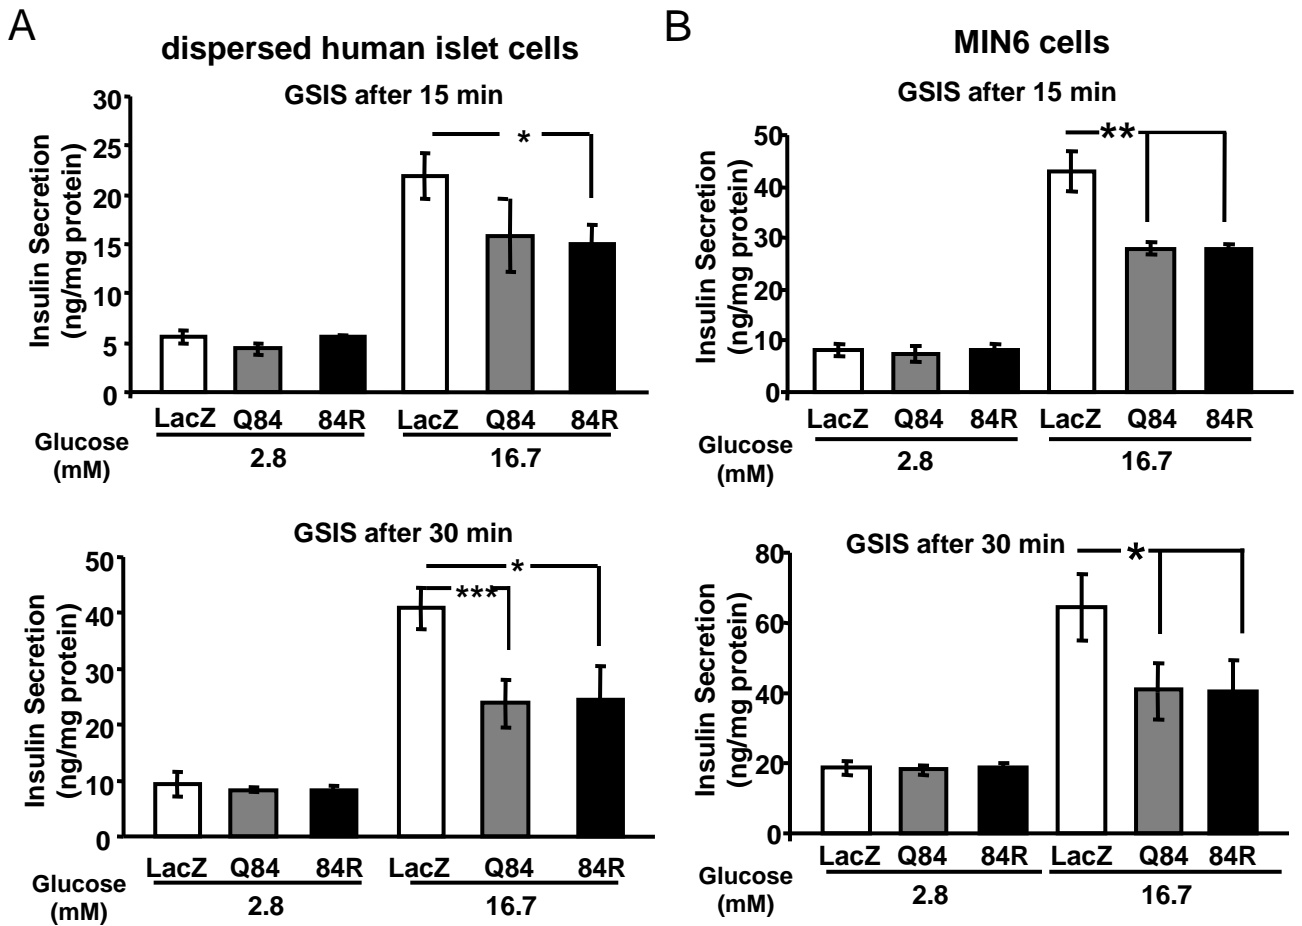 A
dispersed human islet cells
GSIS after 15 min
Insulin Secretion
(ng/mg protein)
30
25
20
15
10
5
0
*
LacZ Q84 84R LacZ Q84 84R
Glucose
(mM)
2.8 16.7
GSIS after 30 min
Insulin Secretion
(ng/mg protein)
50
40
30
20
10
0
*
***
LacZ Q84 84R LacZ Q84 84R
Glucose
(mM)
2.8 16.7
B
MIN6 cells
GSIS after 15 min
Insulin Secretion
(ng/mg protein)
50
40
30
20
10
0
**
LacZ Q84 84R LacZ Q84 84R
Glucose
(mM)
2.8 16.7
GSIS after 30 min
Insulin Secretion
(ng/mg protein)
80
60
40
20
0
*
LacZ Q84 84R LacZ Q84 84R
Glucose
(mM)
2.8 16.7